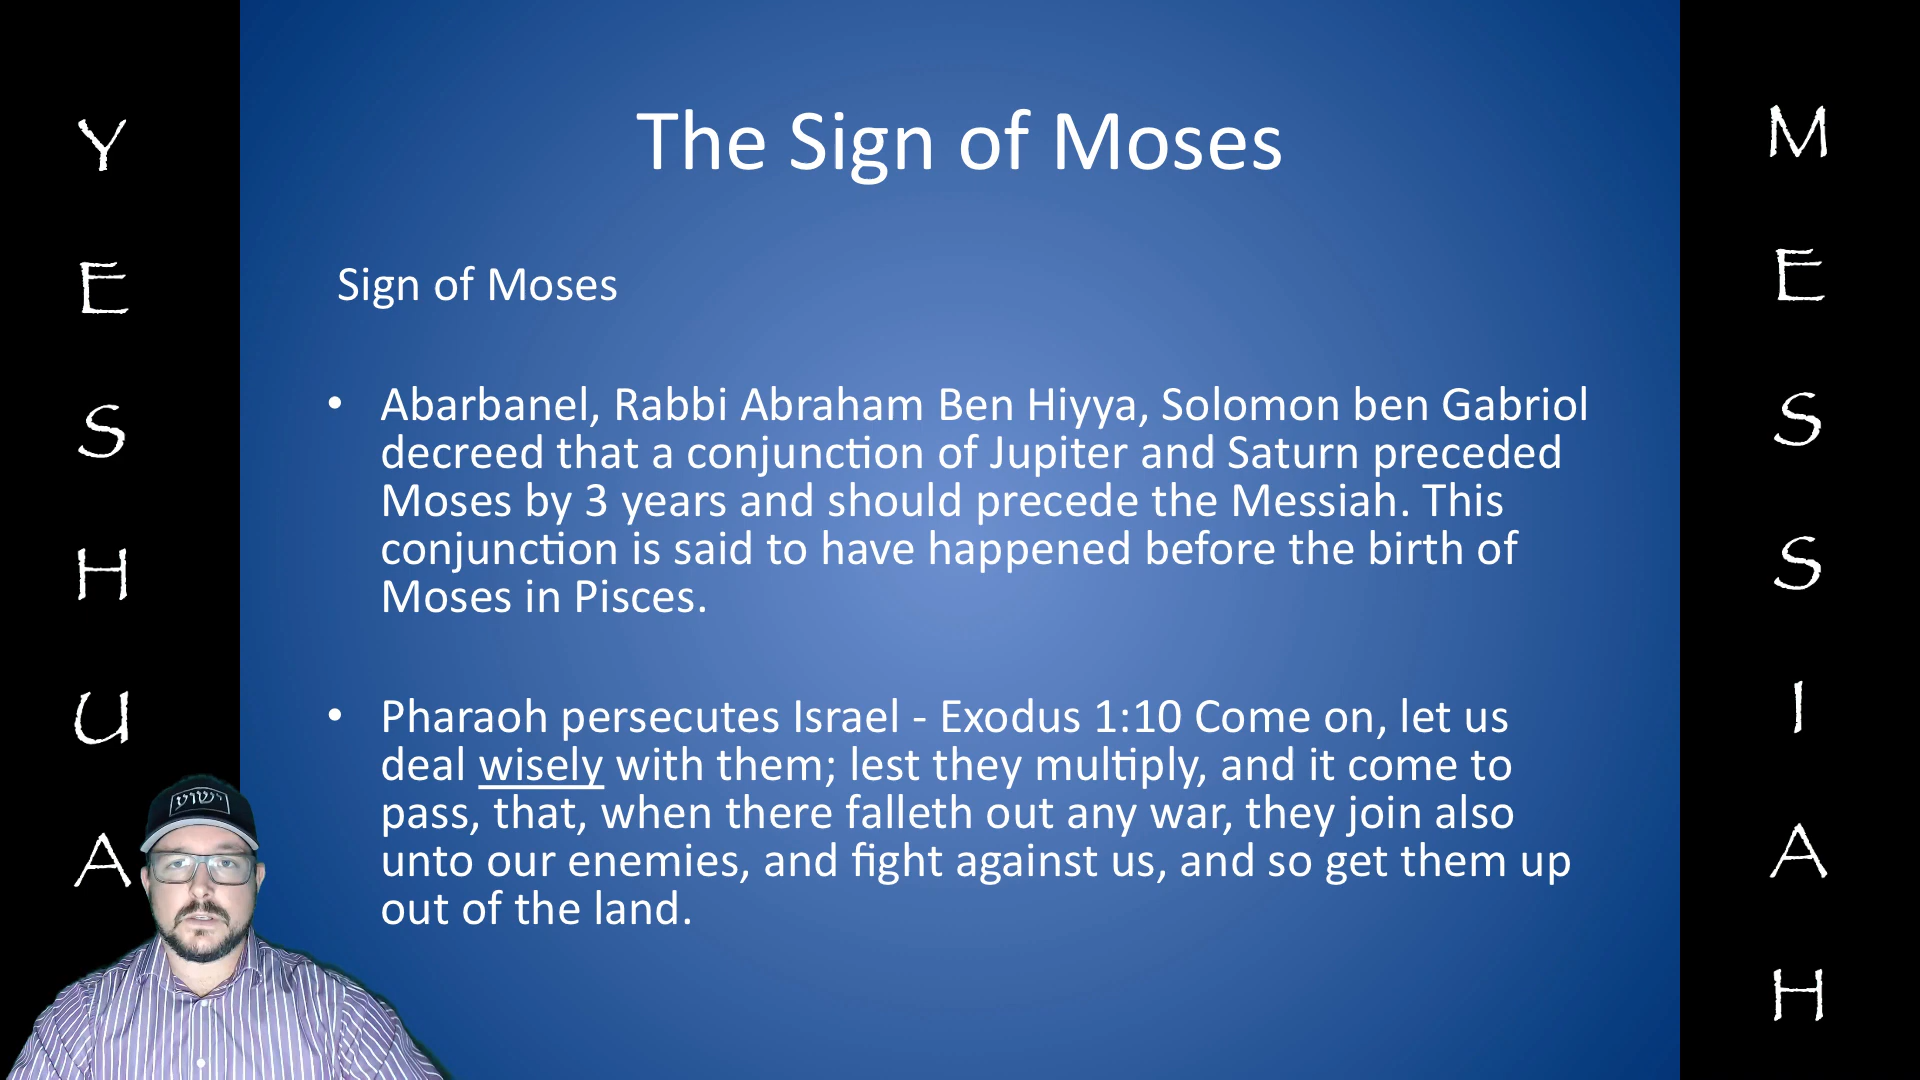 The Sign of Moses
Sign of Moses
• Abarbanel, Rabbi Abraham Ben Hiyya, Solomon ben Gabriol
decreed that a conjunction of Jupiter and Saturn preceded
Moses by 3 years and should precede the Messiah. This
conjunction is said to have happened before the birth of
Moses in Pisces.
• Pharaoh persecutes Israel - Exodus 1:10 Come on, let us
deal wisely with them; lest they multiply, and it come to
pass, that, when there falleth out any war, they join also
unto our enemies, and fight against us, and so get them up
out of the land.
YESHUA
MESSIAH
ישוע